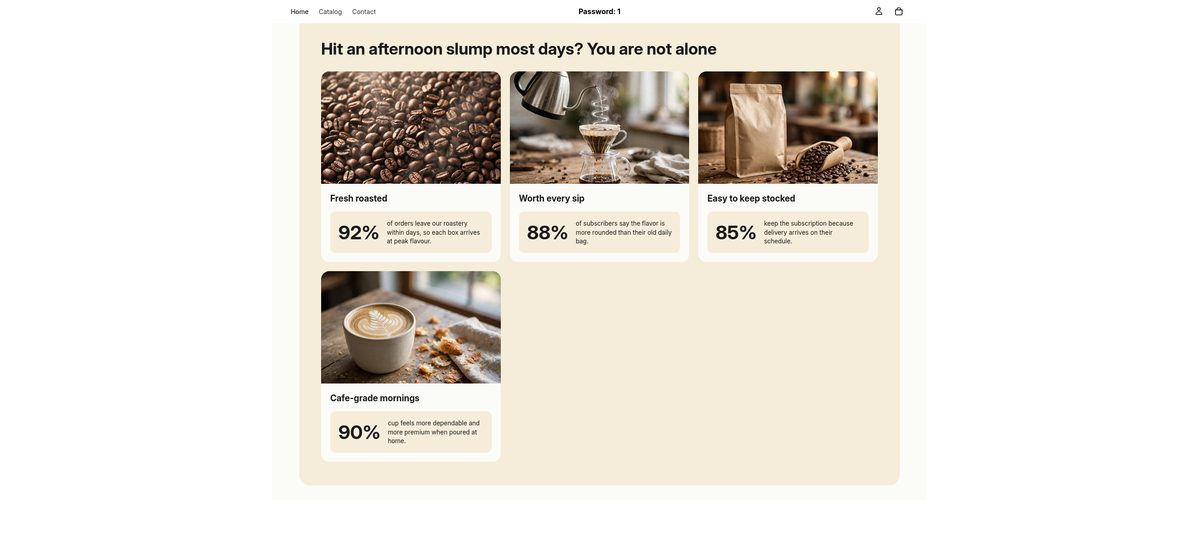 Home Catalog Contact
Password: 1
Hit an afternoon slump most days? You are not alone
Fresh roasted
92%
of orders leave our roastery
within days, so each box arrives
at peak flavour.
Worth every sip
88%
of subscribers say the flavor is
more rounded than their old daily
bag.
Easy to keep stocked
85%
keep the subscription because
delivery arrives on their
schedule.
Cafe-grade mornings
90%
cup feels more dependable and
more premium when poured at
home.